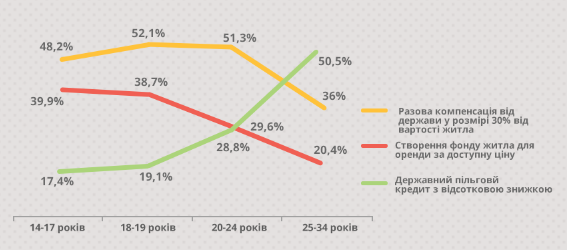 48,2%
52,1%
51,3%
50,5%
39,9%
38,7%
36%
29,6%
28,8%
20,4%
17,4%
19,1%
Разова компенсація від
держави у розмірі 30% від
вартості житла
Створення фонду житла для
оренди за доступну ціну
Державний пільговй
кредит з відсотковою знижкою
14-17 років
18-19 років
20-24 років
25-34 років